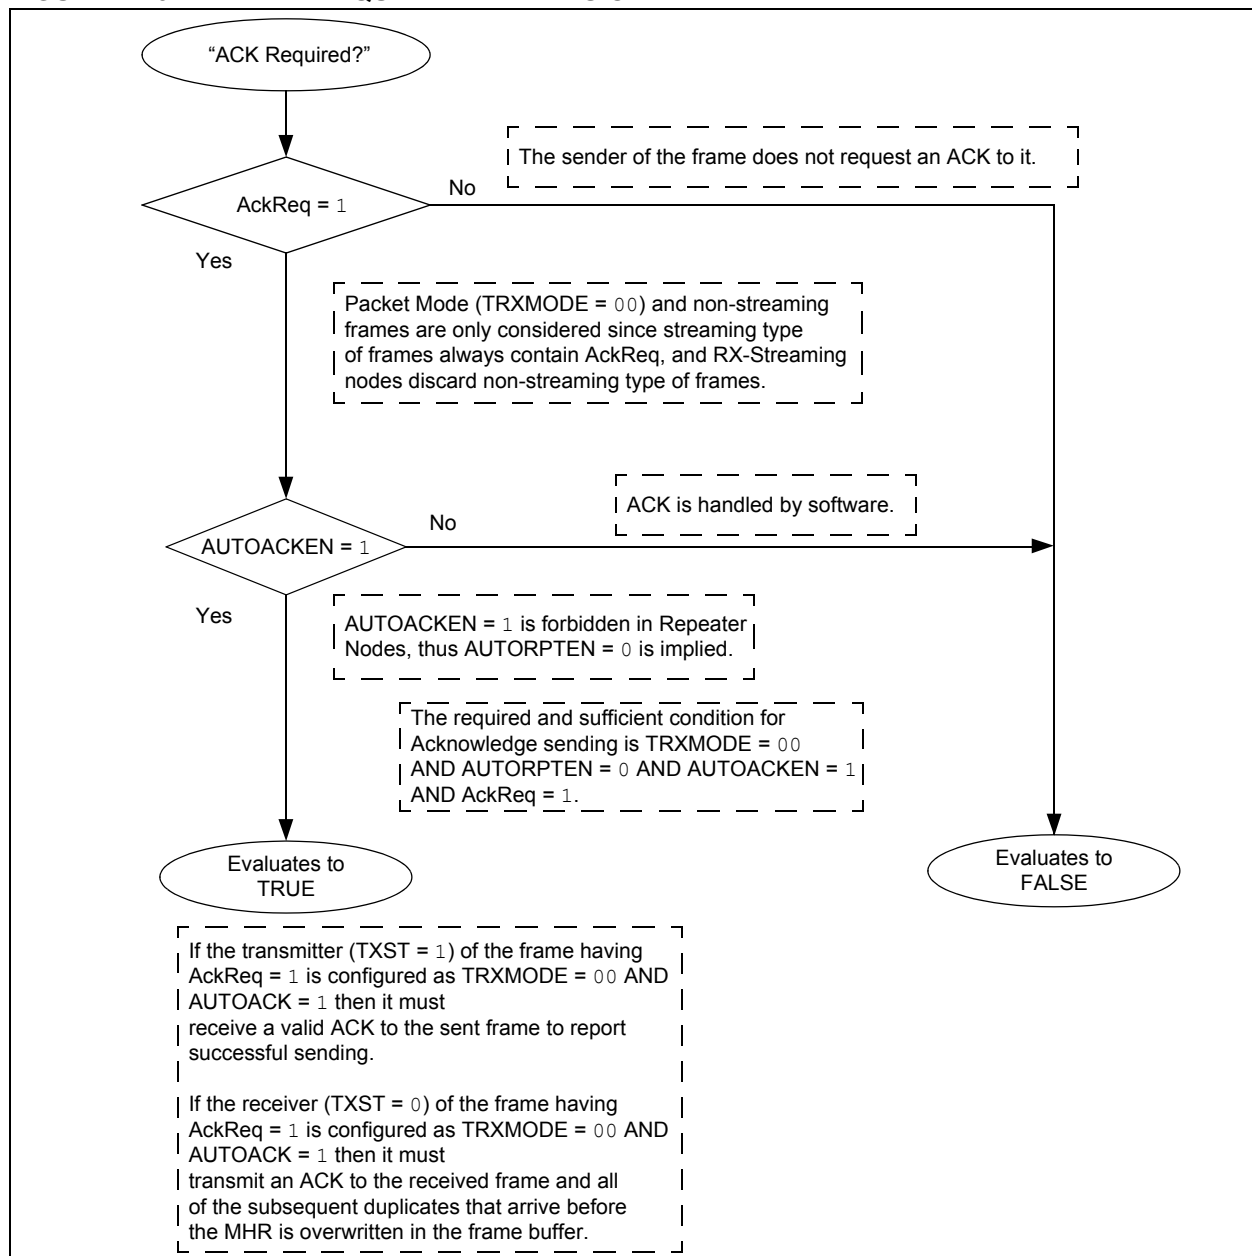 “ACK Required?”
The sender of the frame does not request an ACK to it.
AckReq = 1
No
Yes
Packet Mode (TRXMODE = 00) and non-streaming
frames are only considered since streaming type
of frames always contain AckReq, and RX-Streaming
nodes discard non-streaming type of frames.
ACK is handled by software.
AUTOACKEN = 1
No
Yes
AUTOACKEN = 1 is forbidden in Repeater
Nodes, thus AUTORPTEN = 0 is implied.
The required and sufficient condition for
Acknowledge sending is TRXMODE = 00
AND AUTORPTEN = 0 AND AUTOACKEN = 1
AND AckReq = 1.
Evaluates to
TRUE
Evaluates to
FALSE
If the transmitter (TXST = 1) of the frame having
AckReq = 1 is configured as TRXMODE = 00 AND
AUTOACK = 1 then it must
receive a valid ACK to the sent frame to report
successful sending.
If the receiver (TXST = 0) of the frame having
AckReq = 1 is configured as TRXMODE = 00 AND
AUTOACK = 1 then it must
transmit an ACK to the received frame and all
of the subsequent duplicates that arrive before
the MHR is overwritten in the frame buffer.